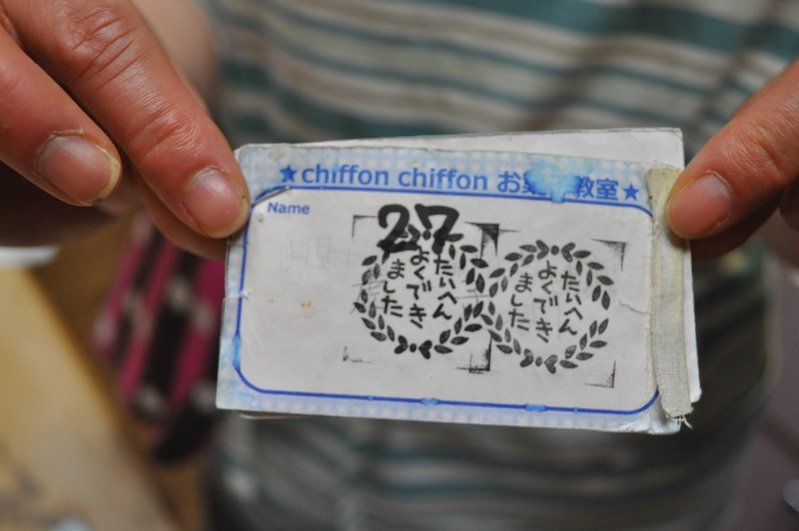 ★chiffon chiffon お教室★
Name
27
たいへん
よくでき
ました
たいへん
よくでき
ました